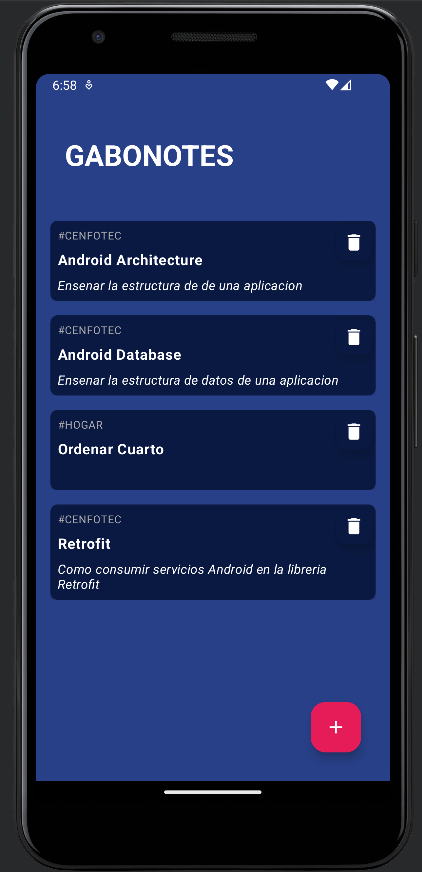 6:58
GABONOTES
#CENFOTEC
Android Architecture
Ensenar la estructura de de una aplicacion
#CENFOTEC
Android Database
Ensenar la estructura de datos de una aplicacion
#HOGAR
Ordenar Cuarto
#CENFOTEC
Retrofit
Como consumir servicios Android en la libreria
Retrofit